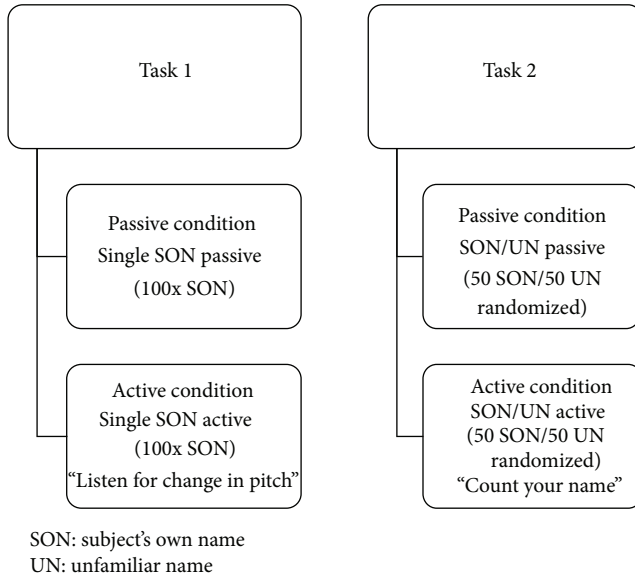 Task 1
Passive condition
Single SON passive
(100x SON)
Active condition
Single SON active
(100x SON)
“Listen for change in pitch”
Task 2
Passive condition
SON/UN passive
(50 SON/50 UN
randomized)
Active condition
SON/UN active
(50 SON/50 UN
randomized)
“Count your name”
SON: subject's own name
UN: unfamiliar name